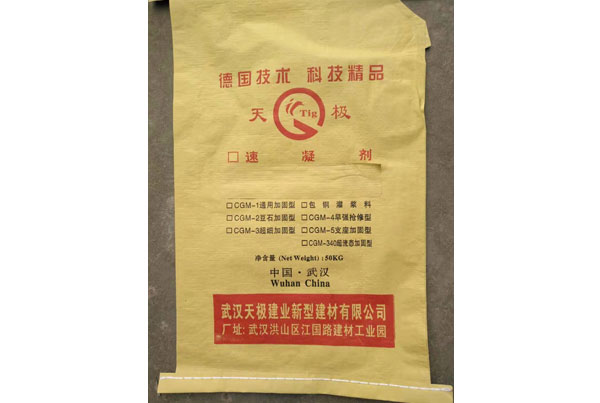 德国技术 科技精品
天 Tig 极
□速凝剂
□CGM-1通用加固型 □包钢灌浆料
□CGM-2豆石加固型 □CGM-4早强抢修型
□CGM-3超细加固型 □CGM-5支座加固型
□CGM-340超流态加固型
净含量 (Net Weight) : 50KG
中国·武汉
Wuhan China
武汉天极建业新型建材有限公司
厂址: 武汉洪山区江国路建材工业园